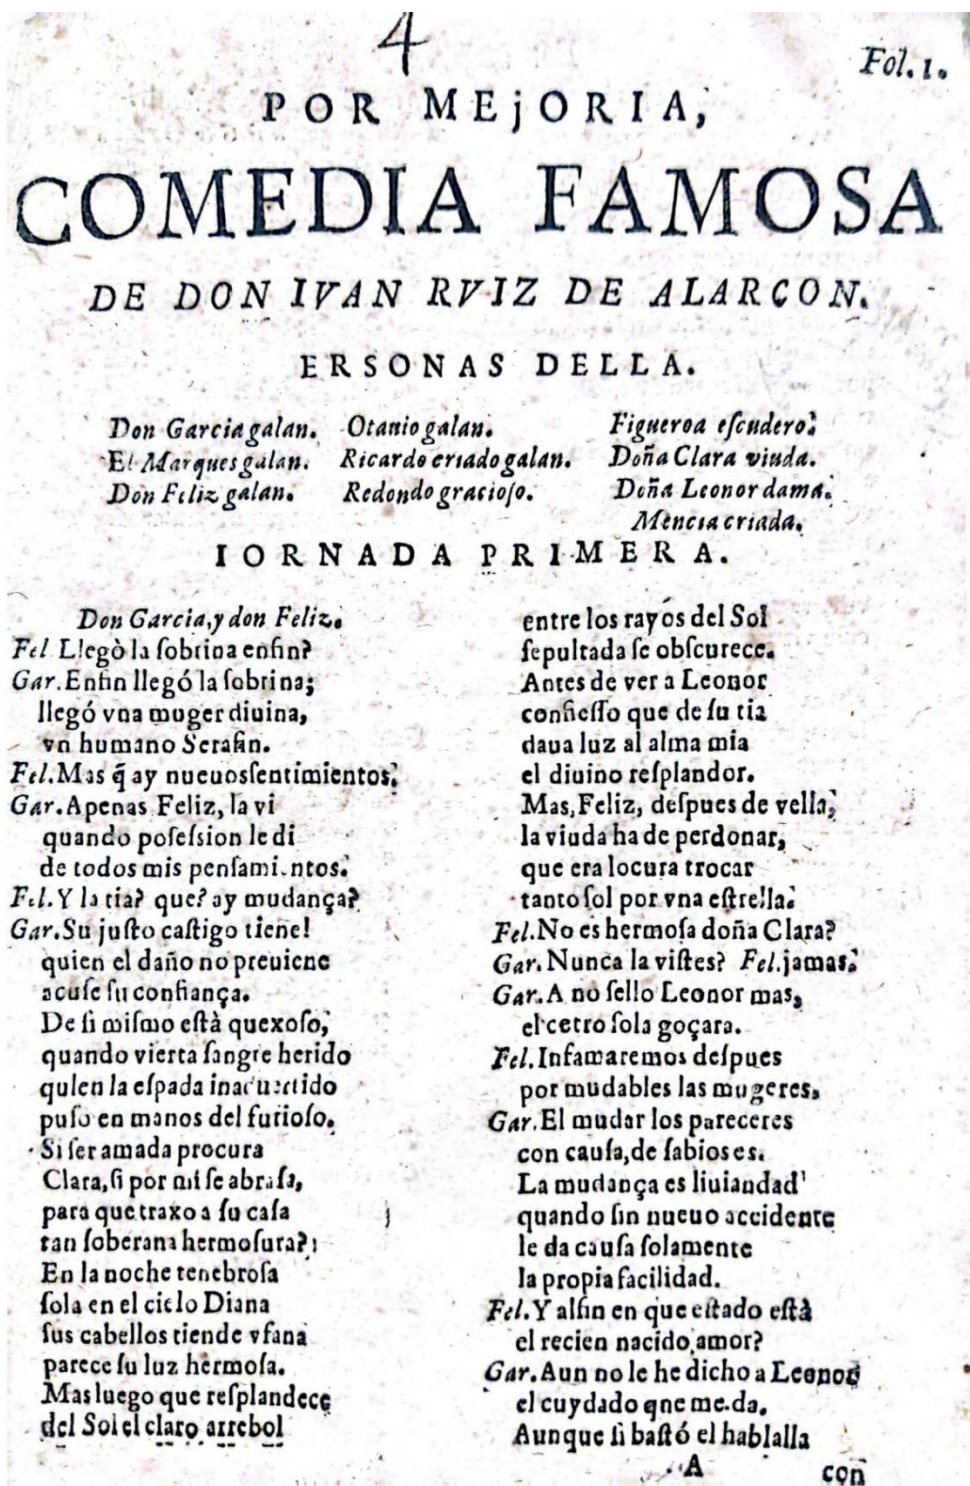 4
Fol. 1.
POR MEjORIA,
COMEDIA FAMOSA
DE DON IVAN RVIZ DE ALARCON.
ERSONAS DELLA.
Don Garcia galan. Otauio galan. Figueroa eſcudero.
El Marques galan. Ricardo criado galan. Doña Clara viuda.
Don Feliz galan. Redondo gracioſo. Doña Leonor dama.
Mencia criada.
IORNADA PRIMERA.
Don Garcia, y don Feliz.
Fel Llegò la ſobrina enfin?
Gar. Enfin llegó la ſobrina;
llegó vna muger diuina,
vn humano Serafin.
Fel. Mas q̃ ay nueuos ſentimientos.
Gar. Apenas Feliz, la vi
quando poſeſsion le di
de todos mis penſamientos.
Fel. Y la tia? que? ay mudança?
Gar. Su juſto caſtigo tiene!
quien el daño no preuiene
acuſe ſu confiança.
De ſi miſmo eſtà quexoſo,
quando vierta ſangre herido
quien la eſpada inaduertido
puſo en manos del furioſo.
Si ſer amada procura
Clara, ſi por mi ſe abraſa,
para que traxo a ſu caſa
tan ſoberana hermoſura?
En la noche tenebroſa
ſola en el cielo Diana
ſus cabellos tiende vfana
parece ſu luz hermoſa.
Mas luego que reſplandece
del Sol el claro arrebol
entre los rayos del Sol
ſepultada ſe obſcurece.
Antes de ver a Leonor
confieſſo que de ſu tia
daua luz al alma mia
el diuino reſplandor.
Mas, Feliz, deſpues de vella,
la viuda ha de perdonar,
que era locura trocar
tanto ſol por vna eſtrella.
Fel. No es hermoſa doña Clara?
Gar. Nunca la viſtes? Fel. jamas.
Gar. A no ſello Leonor mas,
el cetro ſola goçara.
Fel. Infamaremos deſpues
por mudables las mugeres.
Gar. El mudar los pareceres
con cauſa, de ſabios es.
La mudança es liuiandad
quando ſin nueuo accidente
le da cauſa ſolamente
la propia facilidad.
Fel. Y alfin en que eſtado eſtà
el recien nacido amor?
Gar. Aun no le he dicho a Leonor
el cuydado qne me da.
Aunque ſi baſtó el hablalla
A
con